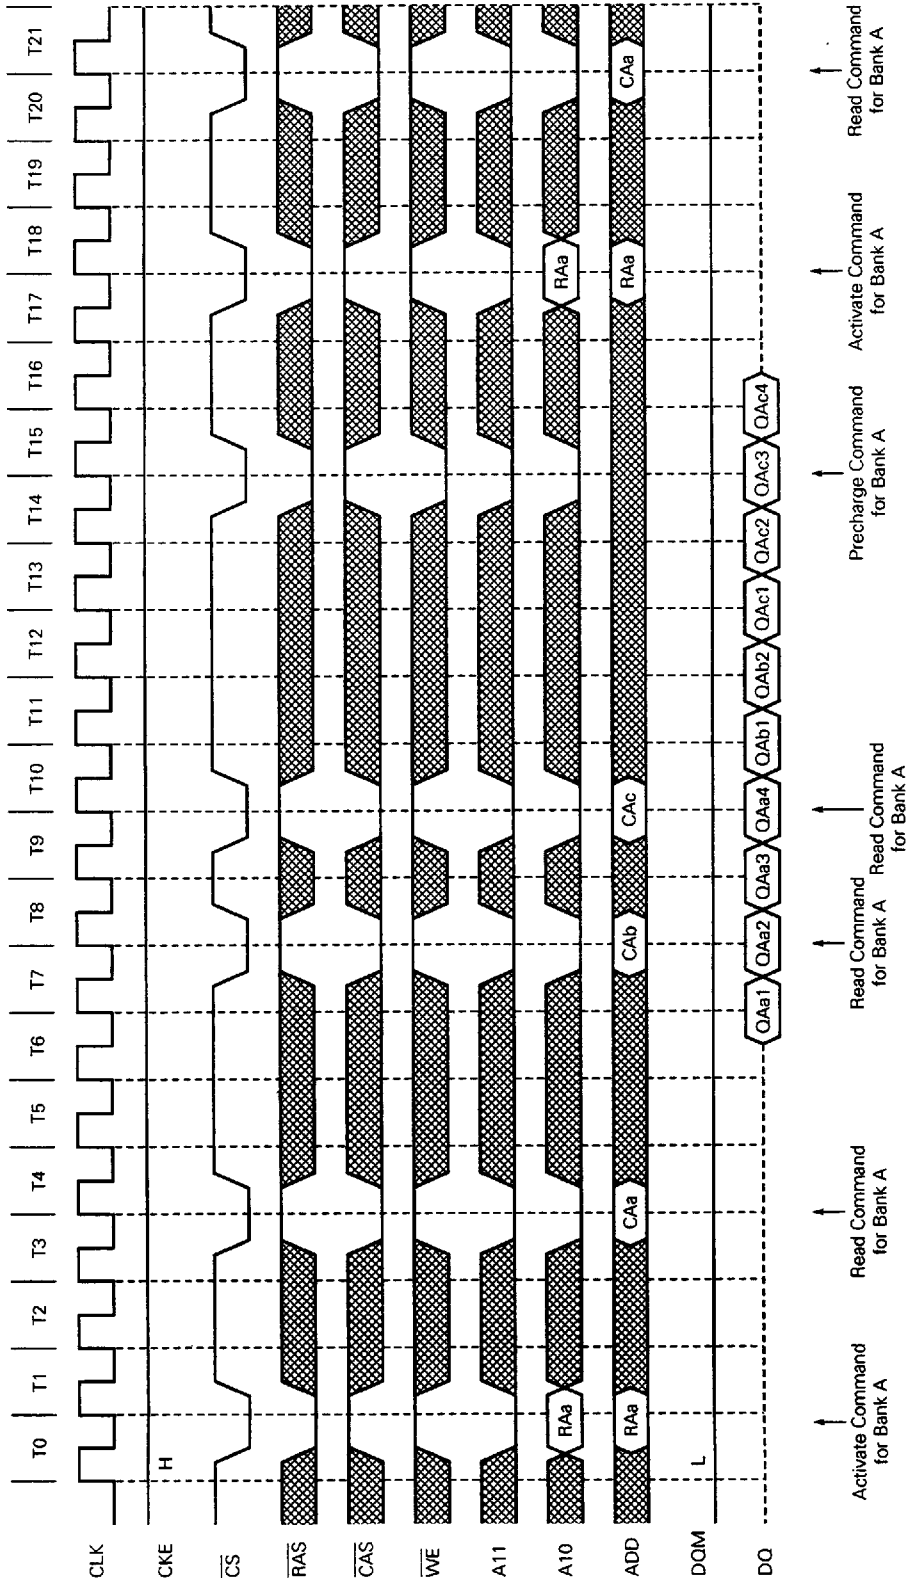 T0 T1 T2 T3 T4 T5 T6 T7 T8 T9 T10 T11 T12 T13 T14 T15 T16 T17 T18 T19 T20 T21
CLK
CKE H
CS
RAS
CAS
WE
A11
A10 RAa RAa
ADD RAa CAa CAb CAc RAa CAa
DQM L
DQ QAa1 QAa2 QAa3 QAa4 QAb1 QAb2 QAc1 QAc2 QAc3 QAc4
Activate Command
for Bank A
Read Command
for Bank A
Read Command
for Bank A
Read Command
for Bank A
Precharge Command
for Bank A
Activate Command
for Bank A
Read Command
for Bank A